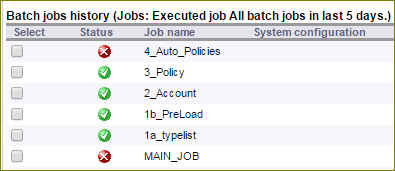 Batch jobs history (Jobs: Executed job All batch jobs in last 5 days.)
Select Status Job name System configuration
4_Auto_Policies
3_Policy
2_Account
1b_PreLoad
1a_typelist
MAIN_JOB